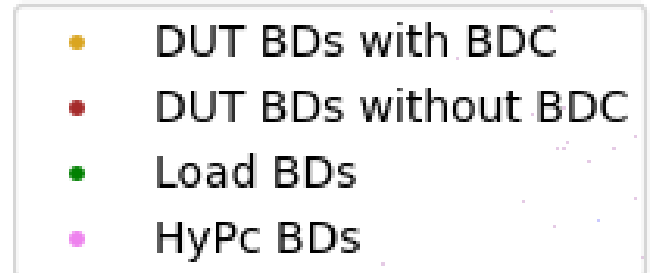 DUT BDs with BDC
DUT BDs without BDC
Load BDs
HyPc BDs